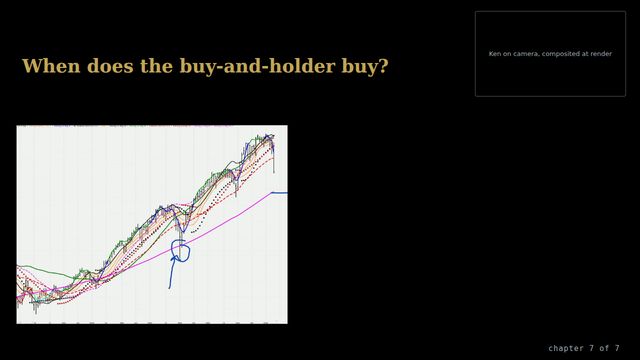 Ken on camera, composited at render
When does the buy-and-holder buy?
chapter 7 of 7